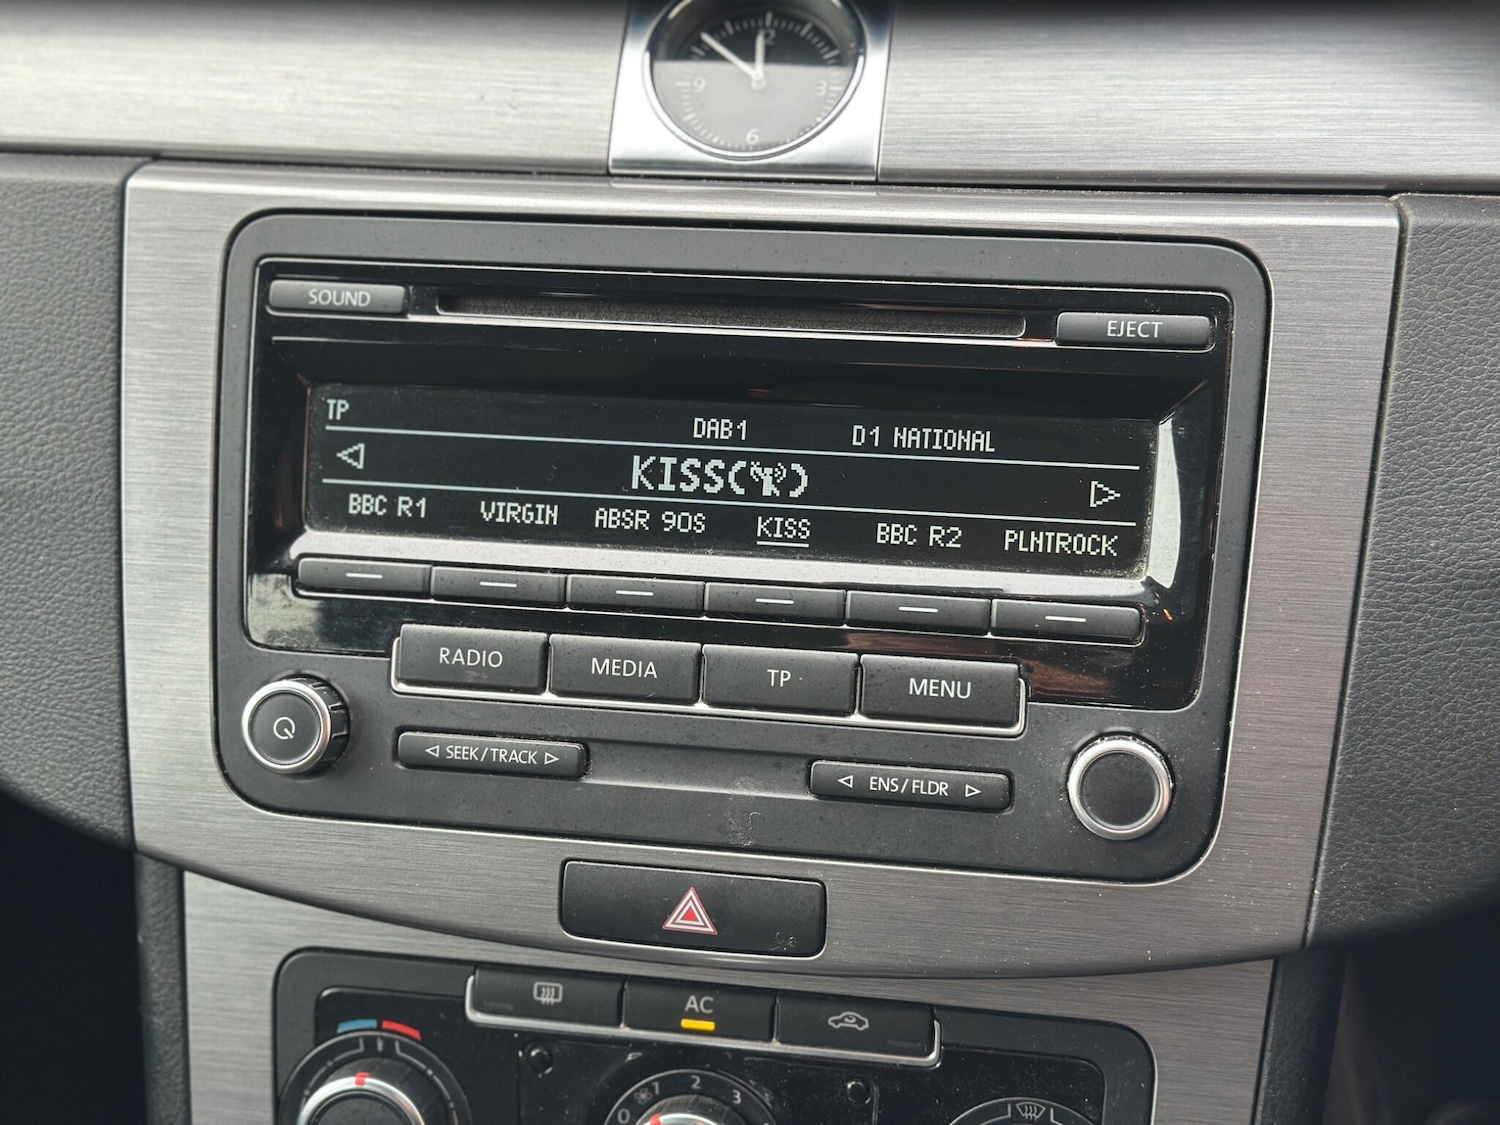 12
9 3
6
SOUND
EJECT
TP
DAB1 D1 NATIONAL
KISS( )
BBC R1 VIRGIN ABSR 90S KISS BBC R2 PLNTROCK
RADIO MEDIA TP MENU
SEEK/TRACK
ENS/FLDR
AC
0 1 2 3